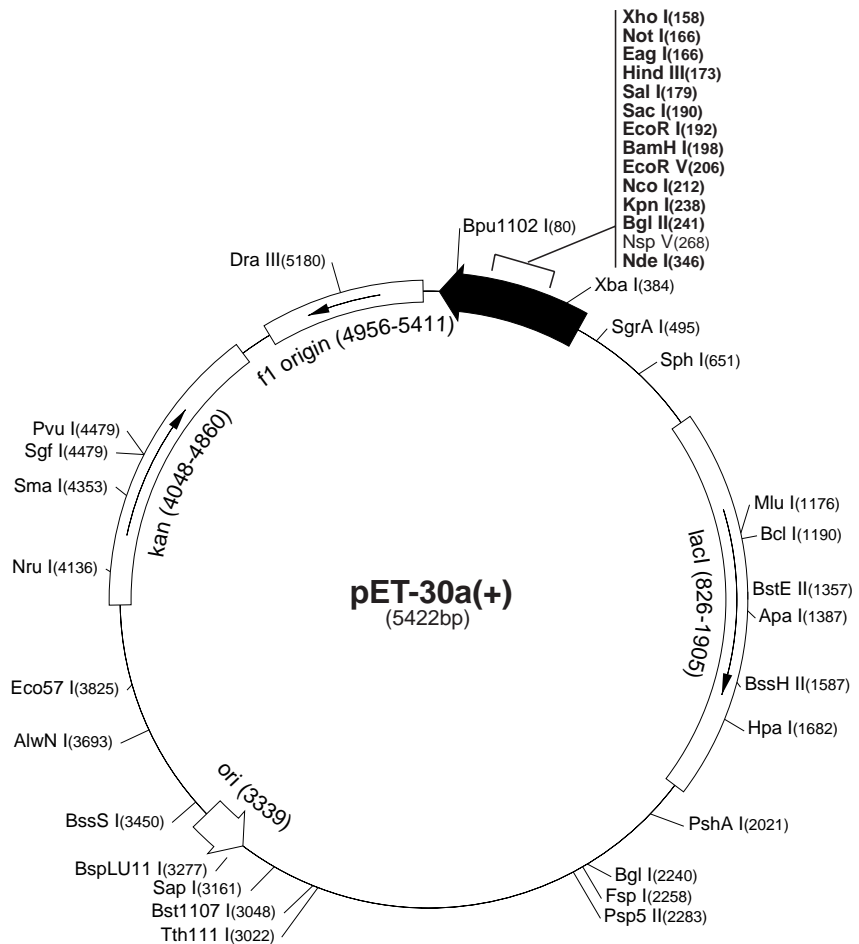 Xho I(158)
Not I(166)
Eag I(166)
Hind III(173)
Sal I(179)
Sac I(190)
EcoR I(192)
BamH I(198)
EcoR V(206)
Nco I(212)
Kpn I(238)
Bgl II(241)
Nsp V(268)
Nde I(346)
Bpu1102 I(80)
Dra III(5180)
Xba I(384)
SgrA I(495)
Sph I(651)
f1 origin (4956-5411)
Pvu I(4479)
Sgf I(4479)
Sma I(4353)
kan (4048-4860)
Nru I(4136)
Mlu I(1176)
Bcl I(1190)
BstE II(1357)
Apa I(1387)
lacI (826-1905)
BssH II(1587)
Hpa I(1682)
pET-30a(+)
(5422bp)
Eco57 I(3825)
AlwN I(3693)
ori (3339)
BssS I(3450)
PshA I(2021)
BspLU11 I(3277)
Sap I(3161)
Bst1107 I(3048)
Tth111 I(3022)
Bgl I(2240)
Fsp I(2258)
Psp5 II(2283)